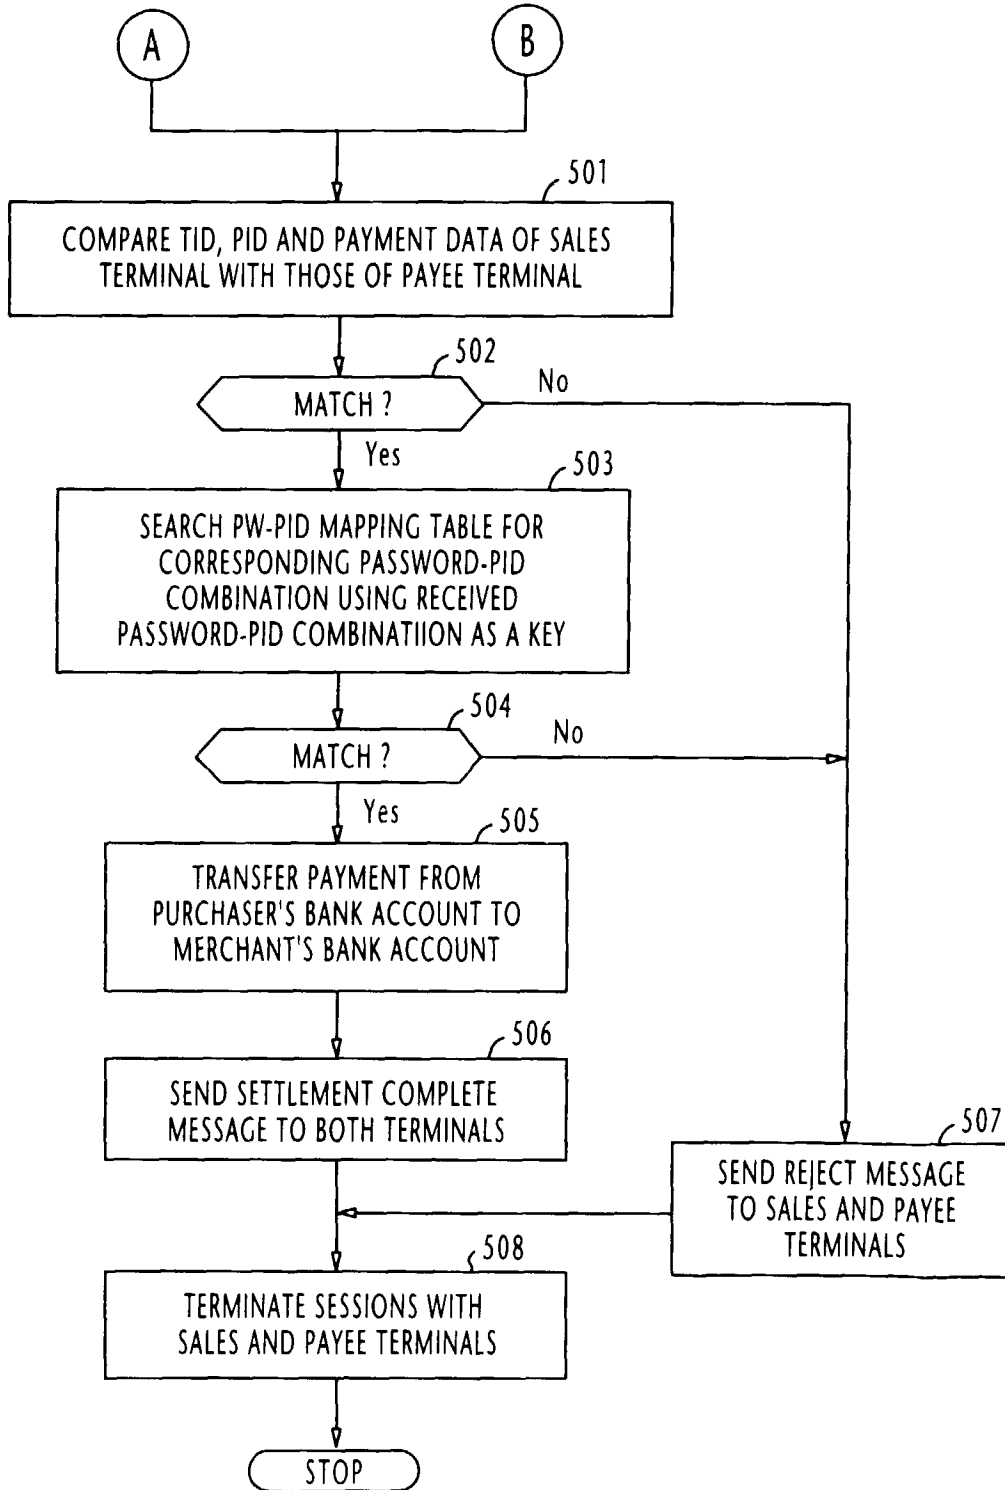 A
B
501
COMPARE TID, PID AND PAYMENT DATA OF SALES
TERMINAL WITH THOSE OF PAYEE TERMINAL
502
MATCH ?
No
Yes
503
SEARCH PW-PID MAPPING TABLE FOR
CORRESPONDING PASSWORD-PID
COMBINATION USING RECEIVED
PASSWORD-PID COMBINATIION AS A KEY
504
MATCH ?
No
Yes
505
TRANSFER PAYMENT FROM
PURCHASER'S BANK ACCOUNT TO
MERCHANT'S BANK ACCOUNT
506
SEND SETTLEMENT COMPLETE
MESSAGE TO BOTH TERMINALS
507
SEND REJECT MESSAGE
TO SALES AND PAYEE
TERMINALS
508
TERMINATE SESSIONS WITH
SALES AND PAYEE TERMINALS
STOP